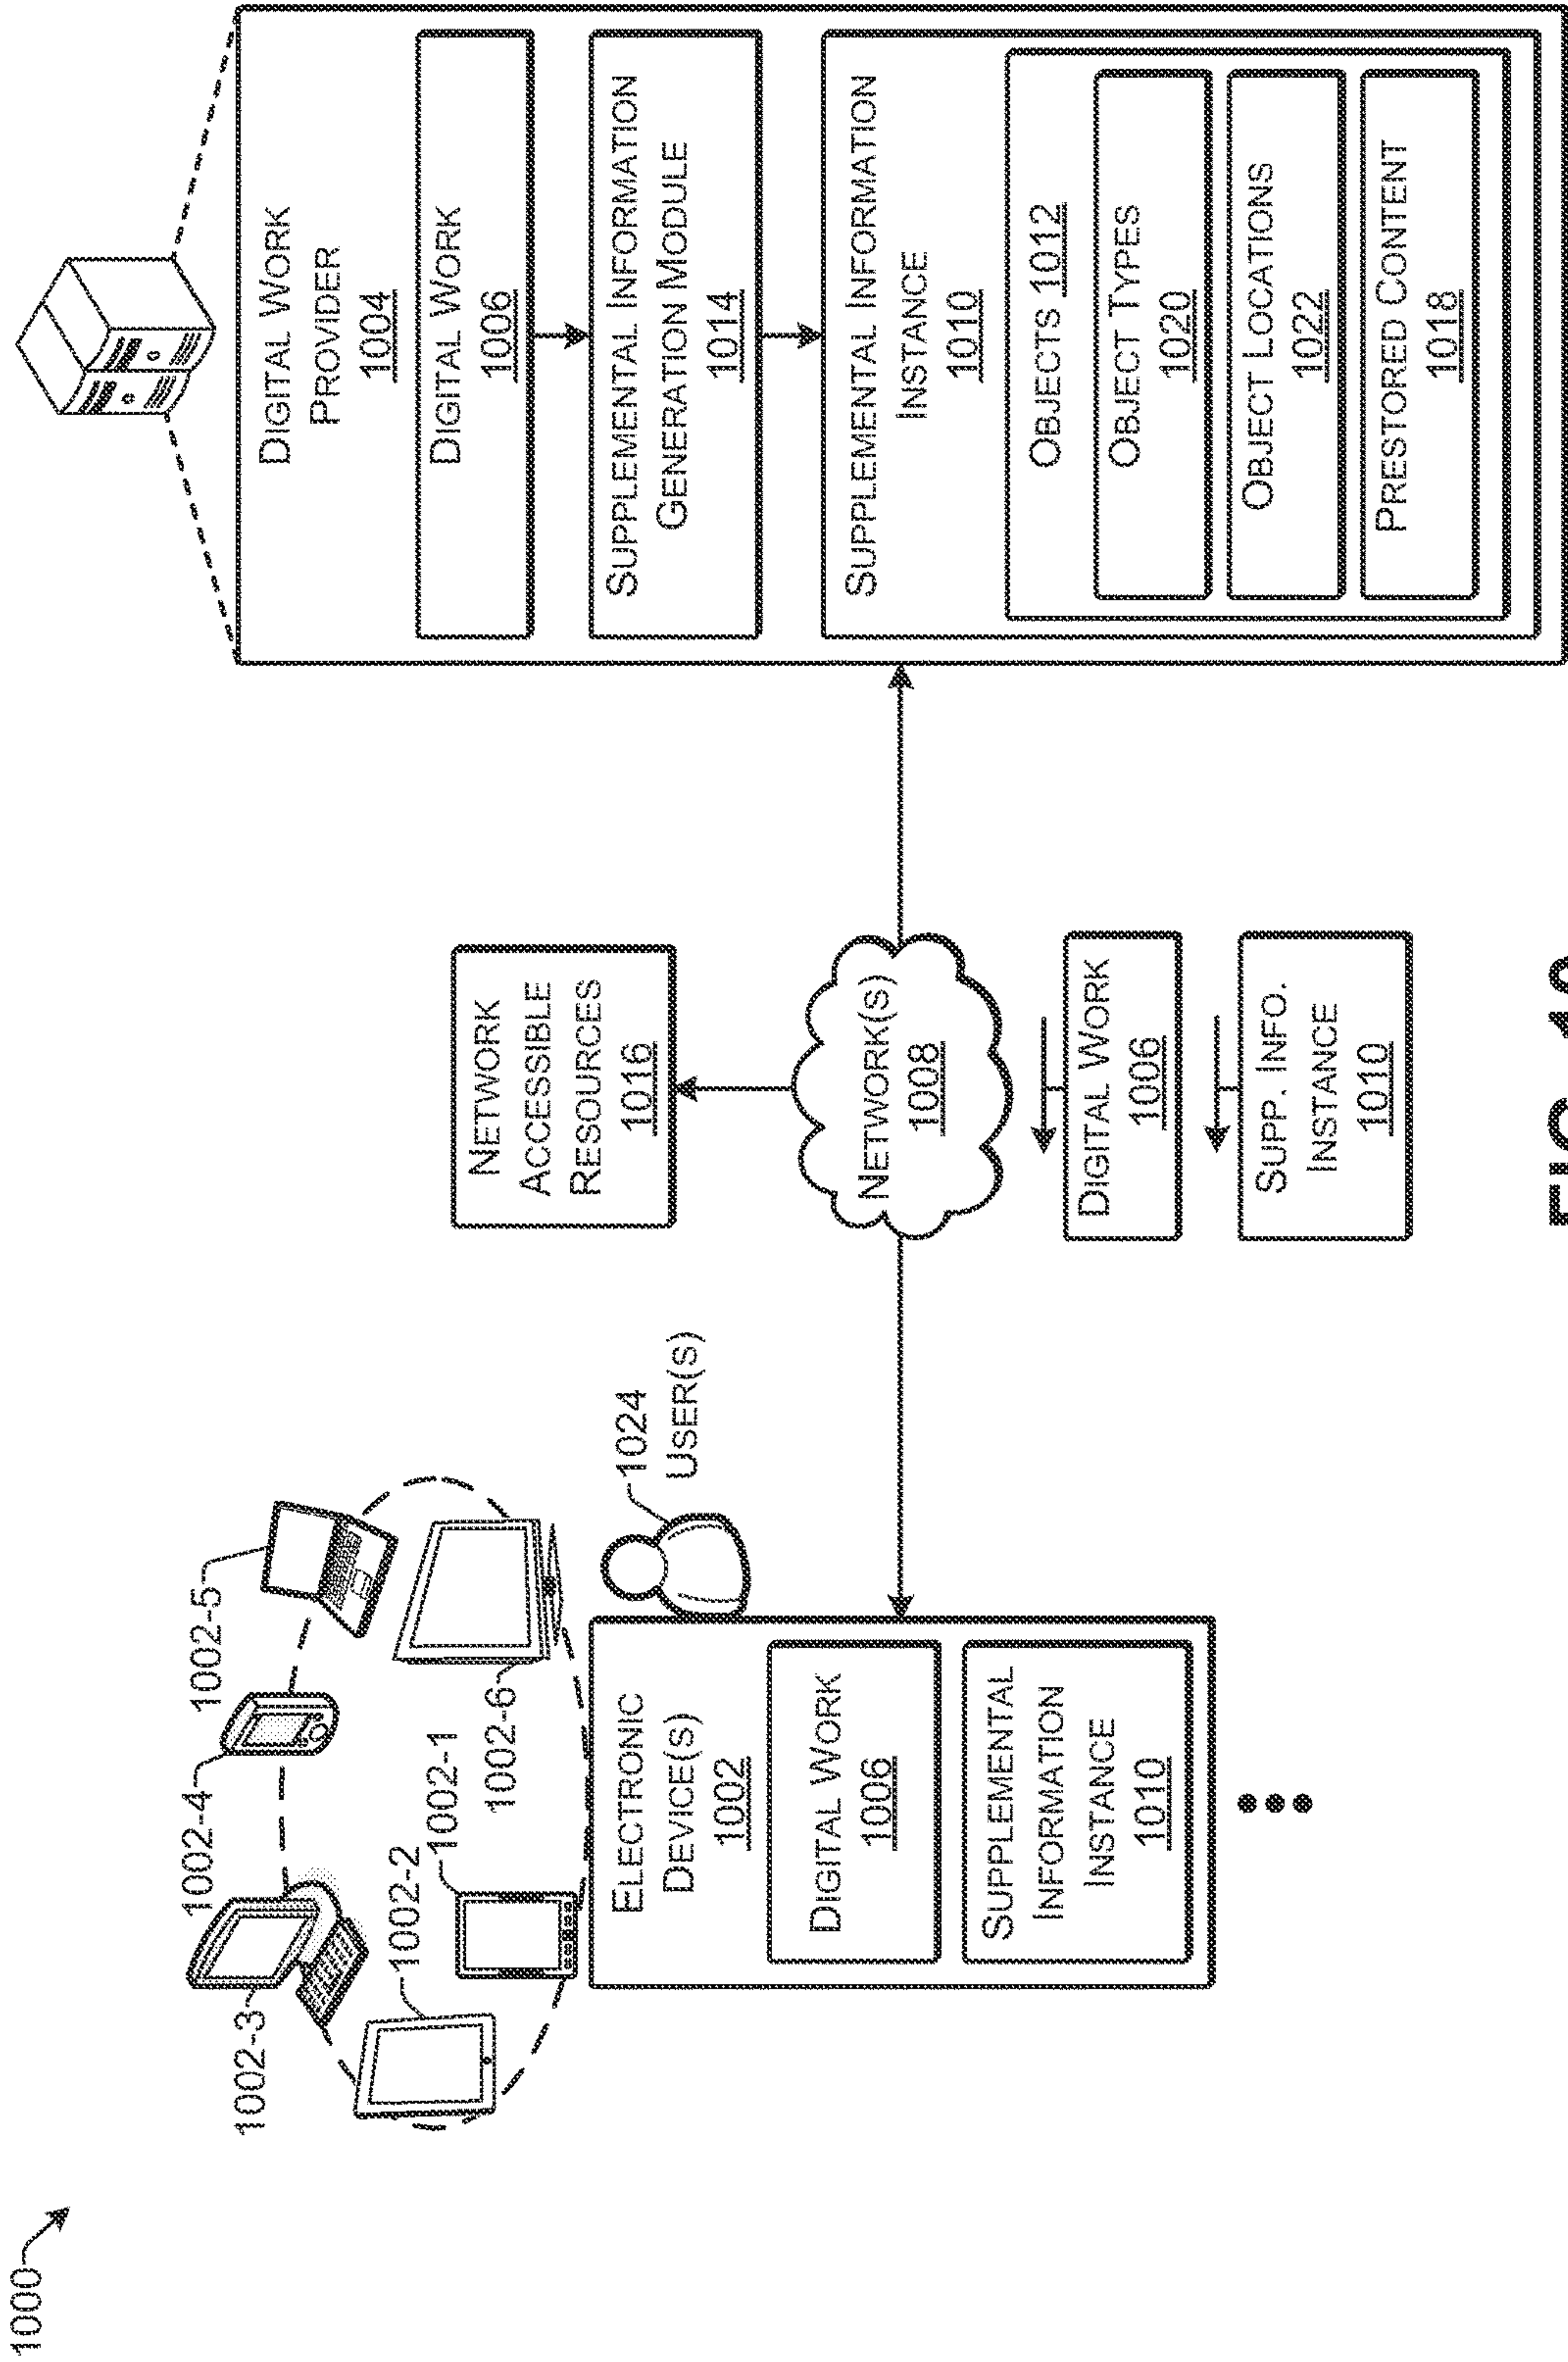 1000
1002-3
1002-4
1002-5
1002-2
1002-1
1002-6
1024
USER(S)
ELECTRONIC
DEVICE(S)
1002
DIGITAL WORK
1006
SUPPLEMENTAL
INFORMATION
INSTANCE
1010
NETWORK
ACCESSIBLE
RESOURCES
1016
NETWORK(S)
1008
DIGITAL WORK
1006
SUPP. INFO.
INSTANCE
1010
DIGITAL WORK
PROVIDER
1004
DIGITAL WORK
1006
SUPPLEMENTAL INFORMATION
GENERATION MODULE
1014
SUPPLEMENTAL INFORMATION
INSTANCE
1010
OBJECTS 1012
OBJECT TYPES
1020
OBJECT LOCATIONS
1022
PRESTORED CONTENT
1018